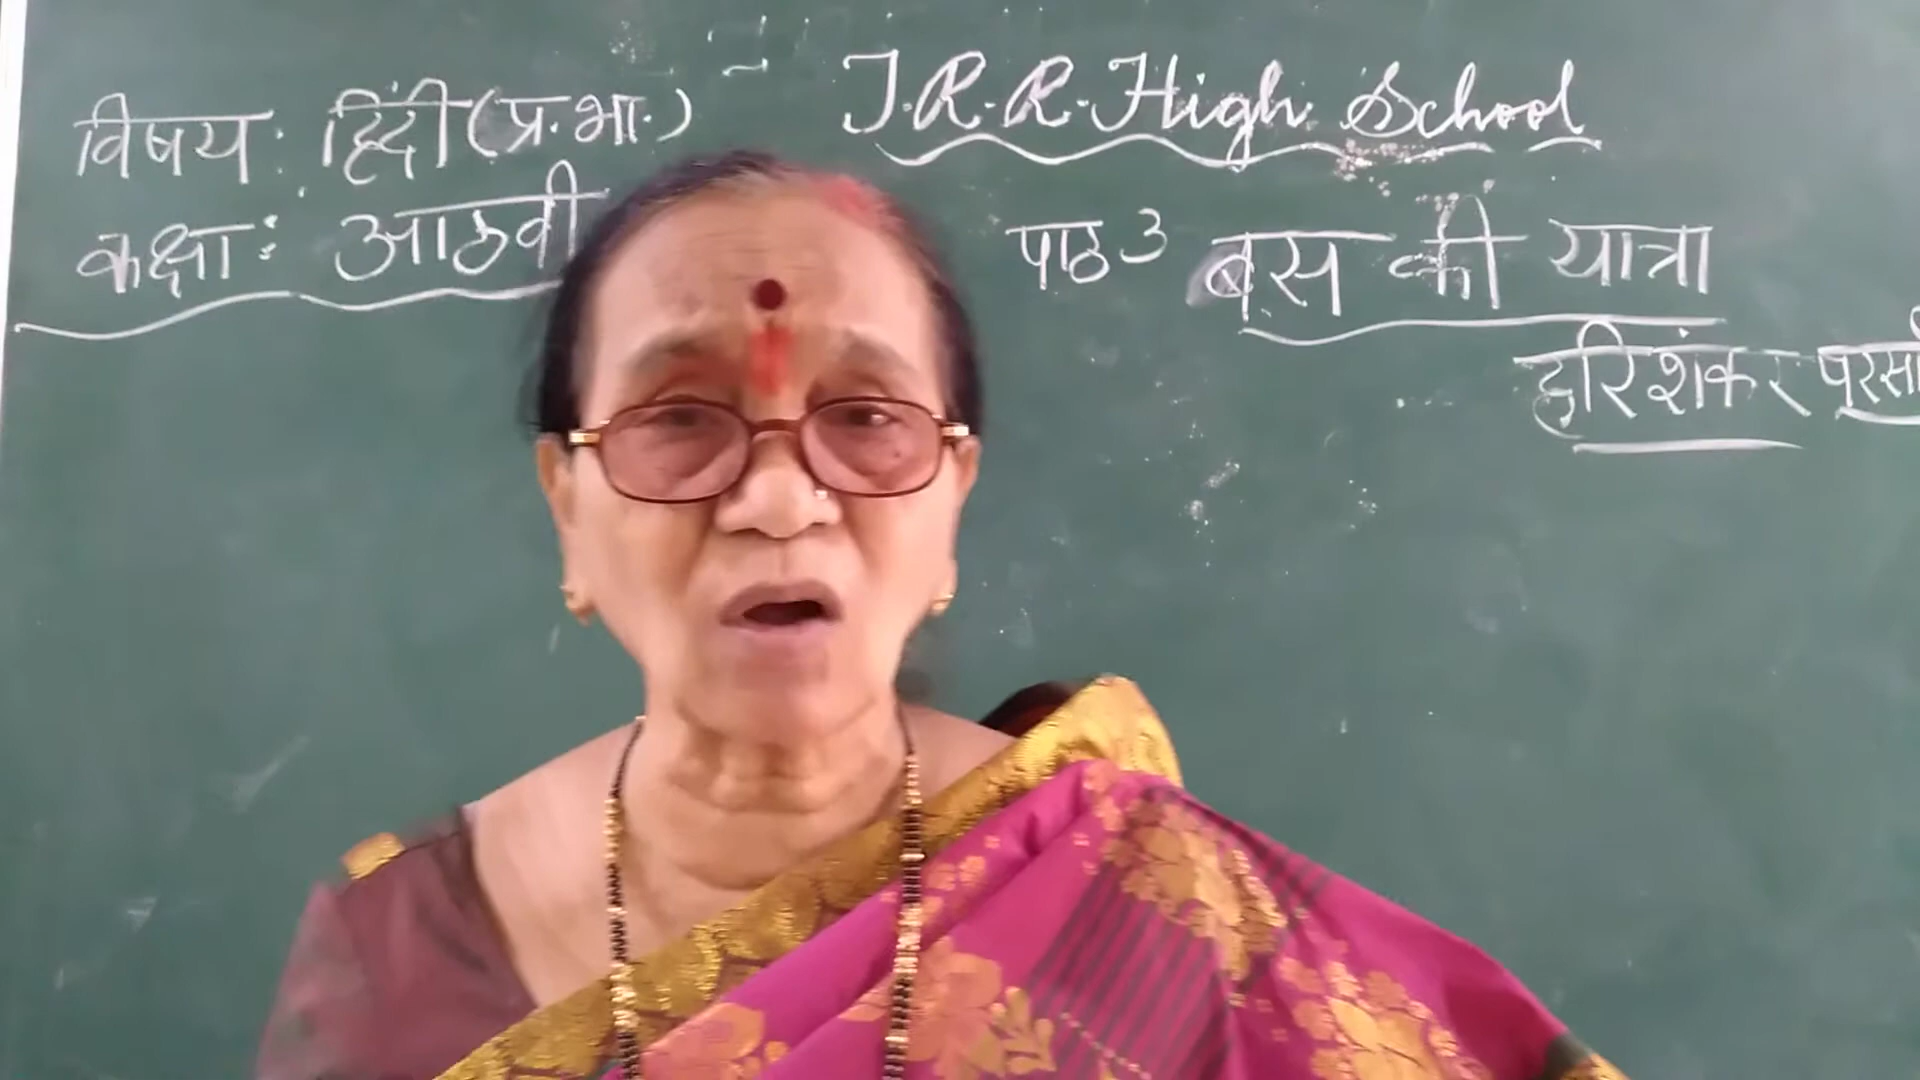 J.R.R. High School
विषय: हिंदी (प्र.भा.)
कक्षा: आठवी
पाठ 3 बस की यात्रा
हरिशंकर